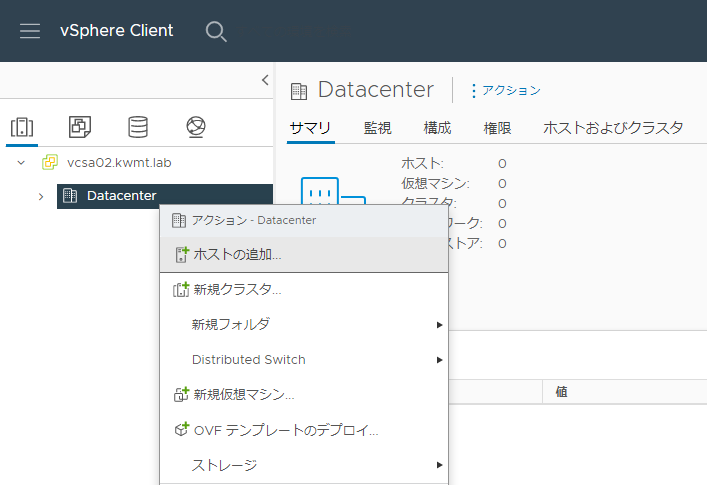 vSphere Client
Datacenter
アクション
サマリ 監視 構成 権限 ホストおよびクラスタ
vcsa02.kwmt.lab
Datacenter
ホスト: 0
仮想マシン: 0
クラスタ: 0
ワーク: 0
ストア: 0
アクション - Datacenter
ホストの追加...
新規クラスタ...
新規フォルダ
Distributed Switch
新規仮想マシン...
OVF テンプレートのデプロイ...
ストレージ
値